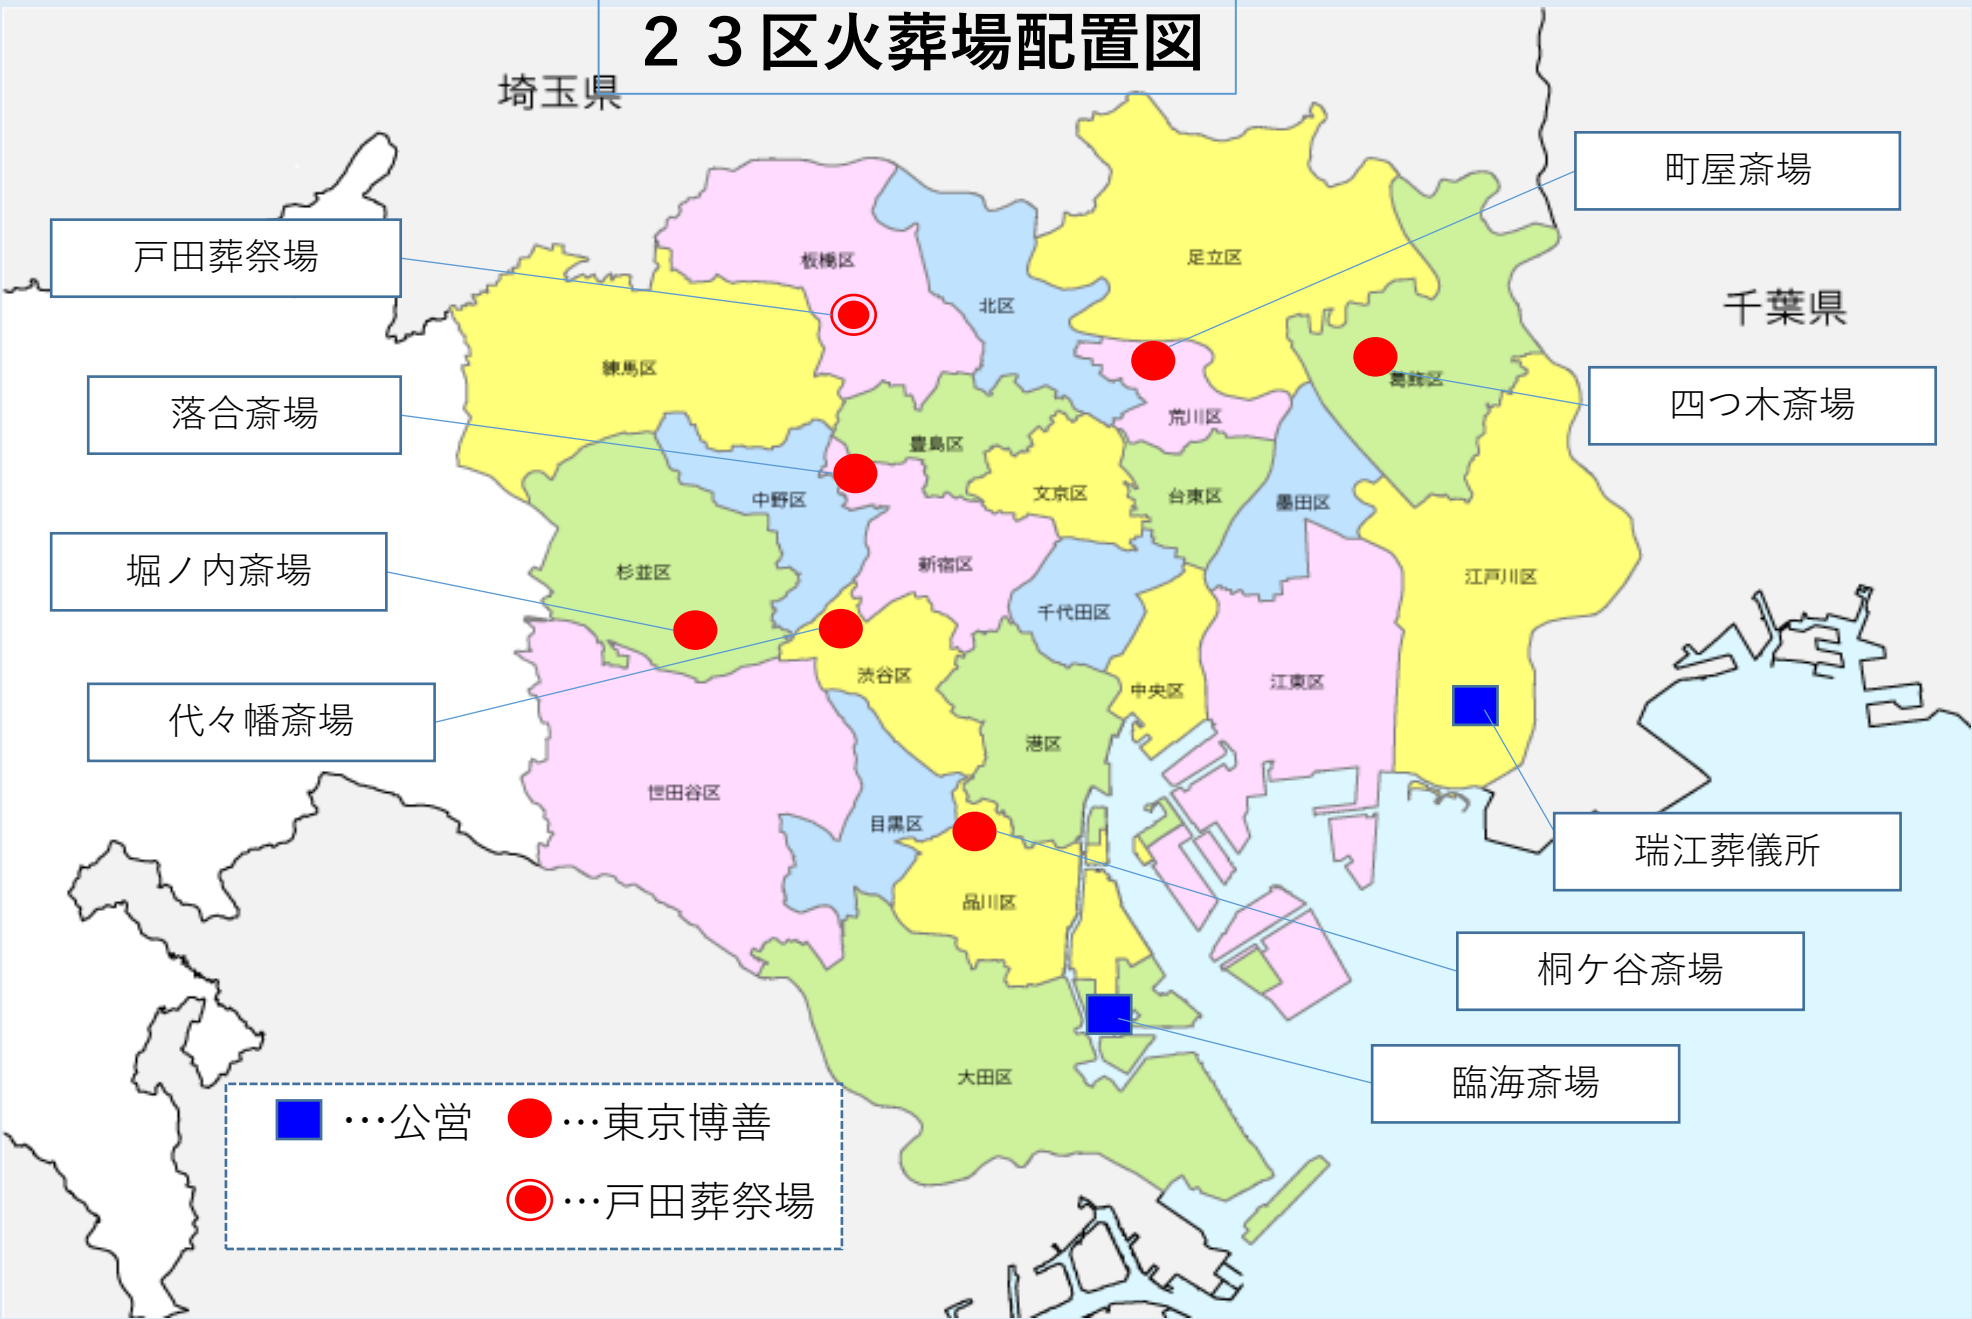 ２３区火葬場配置図
埼玉県
町屋斎場
戸田葬祭場
足立区
板橋区
北区
千葉県
練馬区
葛飾区
四つ木斎場
落合斎場
荒川区
豊島区
文京区
台東区
墨田区
中野区
新宿区
杉並区
江戸川区
堀ノ内斎場
千代田区
渋谷区
中央区
江東区
代々幡斎場
港区
世田谷区
目黒区
瑞江葬儀所
品川区
桐ケ谷斎場
大田区
臨海斎場
…公営
…東京博善
…戸田葬祭場